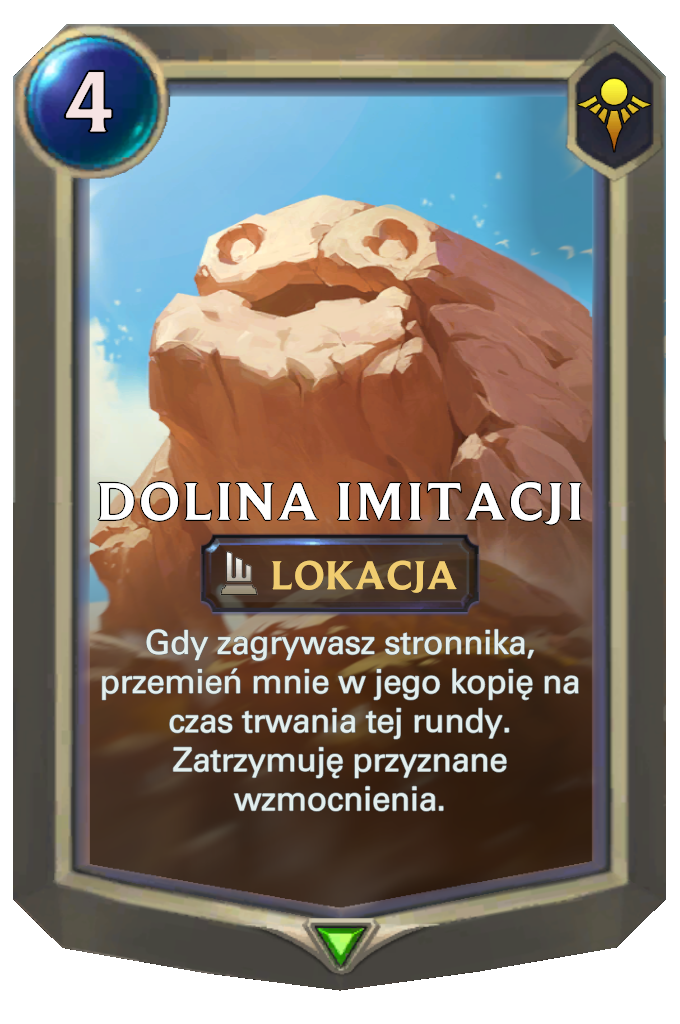 4
DOLINA IMITACJI
LOKACJA
Gdy zagrywasz stronnika,
przemień mnie w jego kopię na
czas trwania tej rundy.
Zatrzymuję przyznane
wzmocnienia.